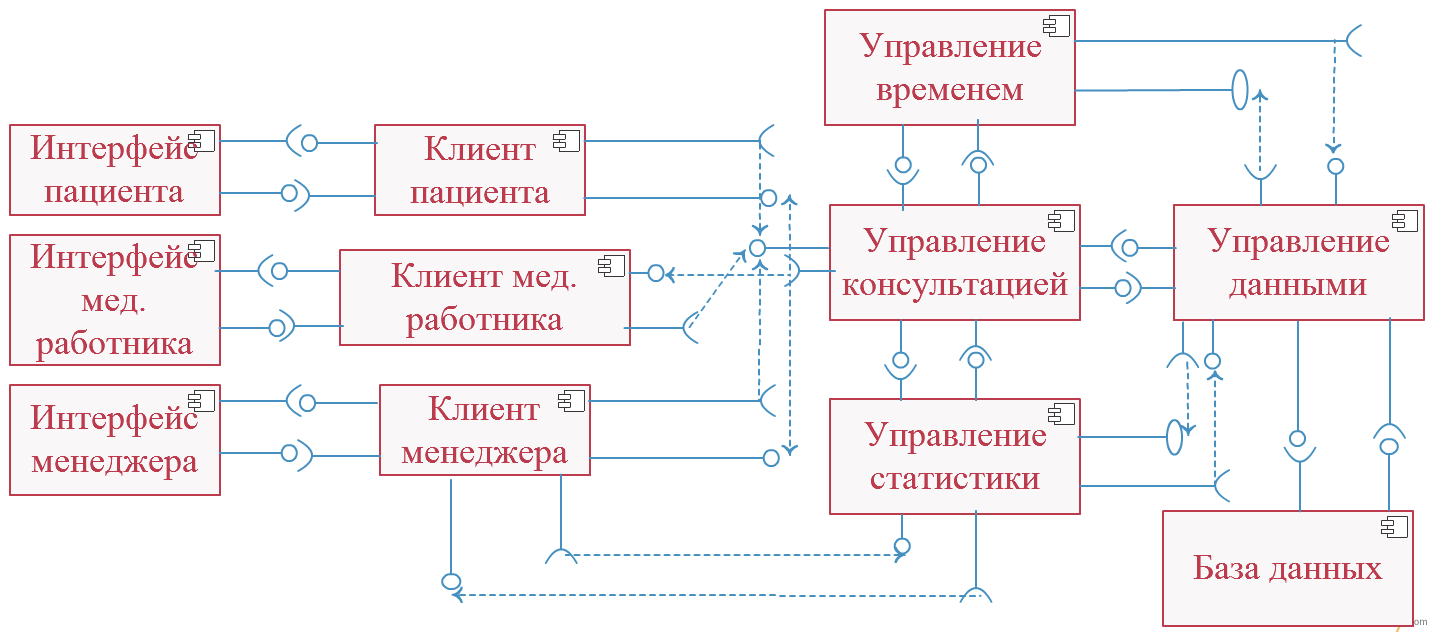 Управление
временем
Интерфейс
пациента
Клиент
пациента
Интерфейс
мед.
работника
Клиент мед.
работника
Управление
консультацией
Управление
данными
Интерфейс
менеджера
Клиент
менеджера
Управление
статистики
База данных
om